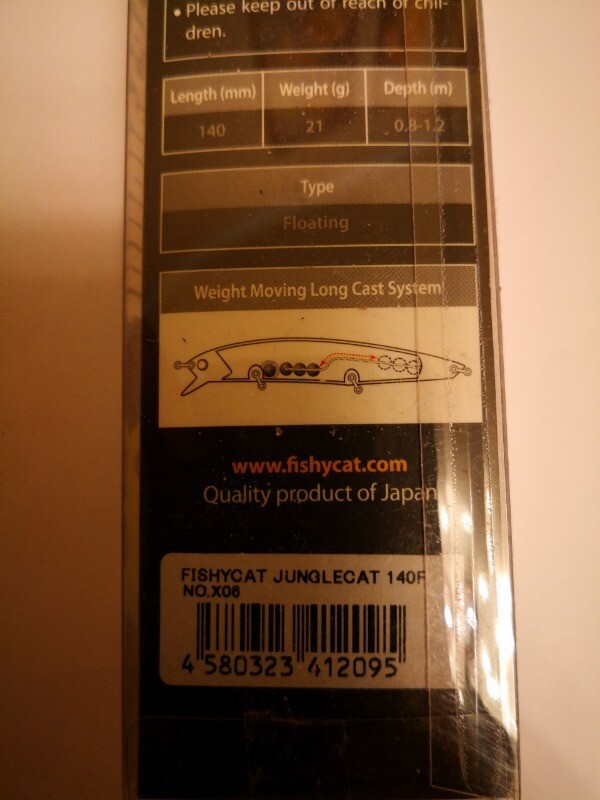 • Please keep out of reach of chil-
dren.
Length (mm) Weight (g) Depth (m)
140 21 0.8-1.2
Type
Floating
Weight Moving Long Cast System
www.fishycat.com
Quality product of Japan
FISHYCAT JUNGLECAT 140F
NO.X06
4 580323 412095